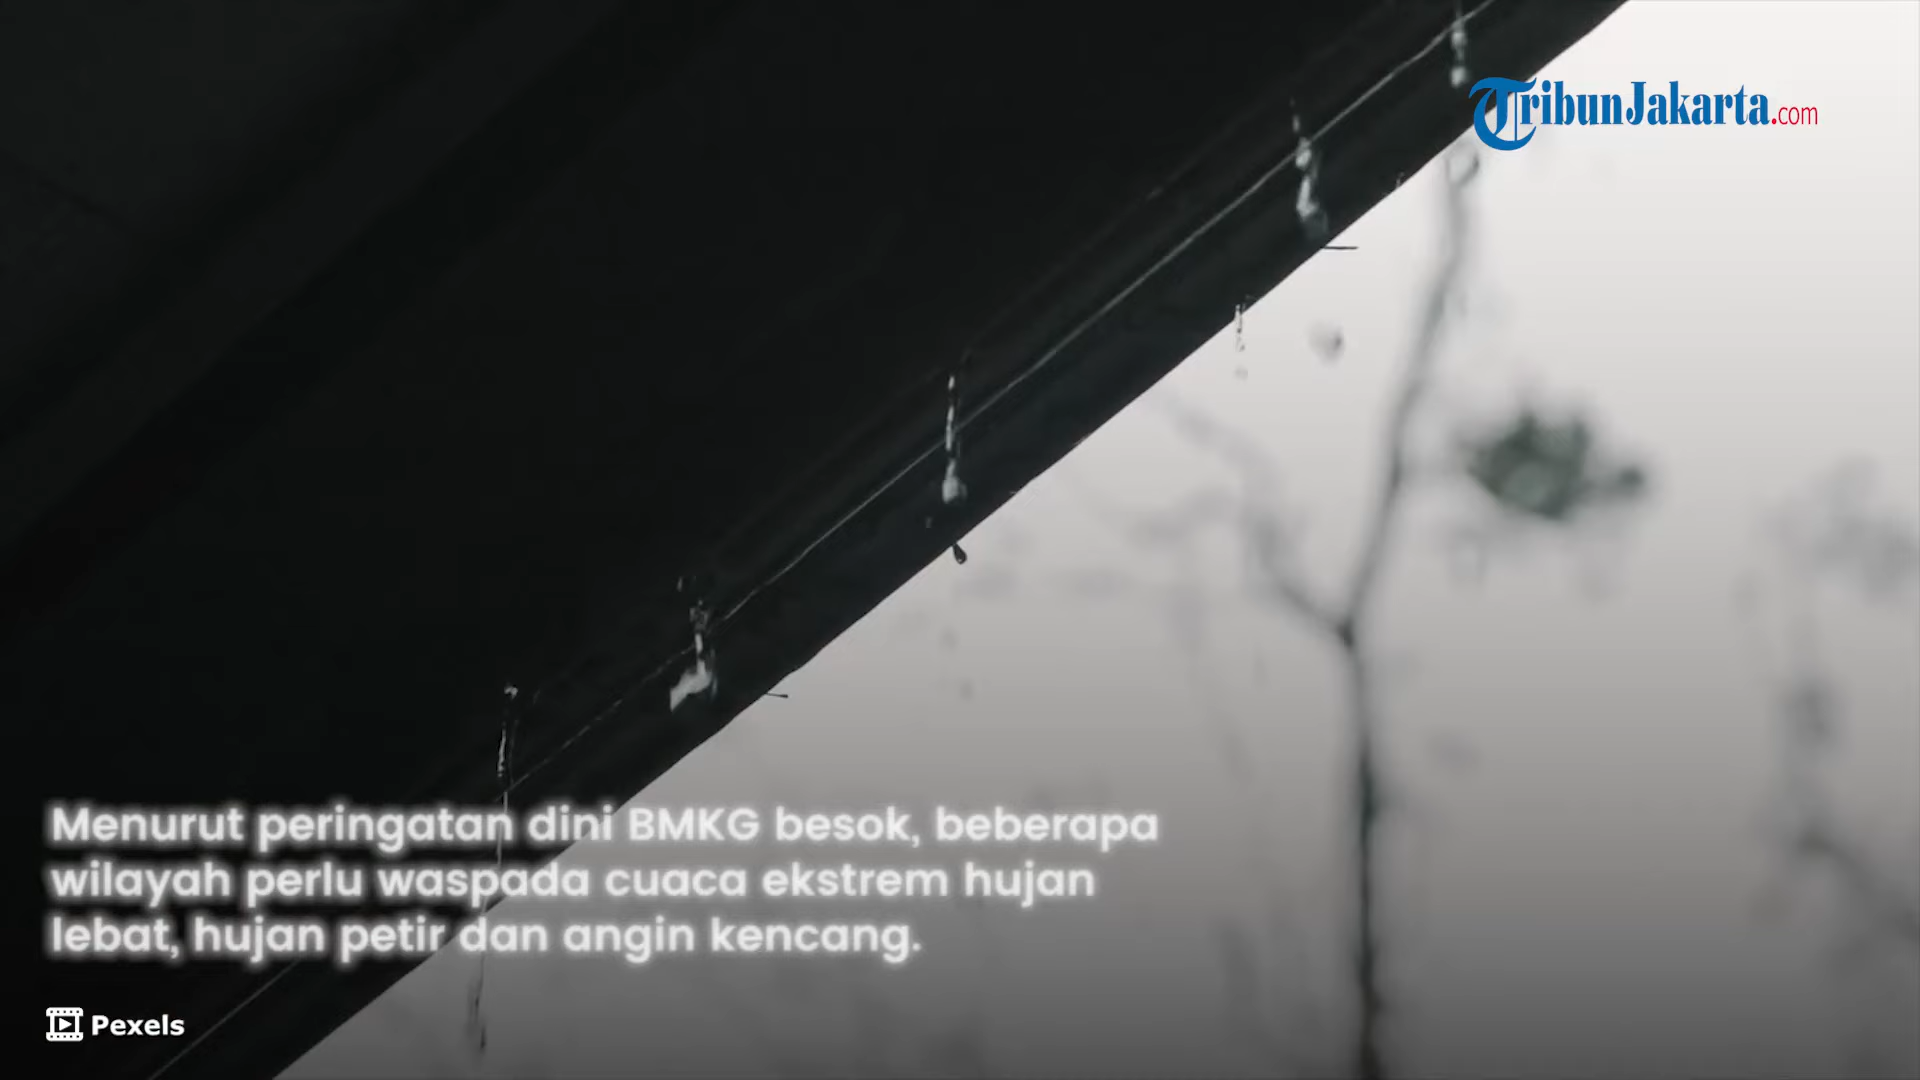 TribunJakarta.com
Menurut peringatan dini BMKG besok, beberapa
wilayah perlu waspada cuaca ekstrem hujan
lebat, hujan petir dan angin kencang.
Pexels